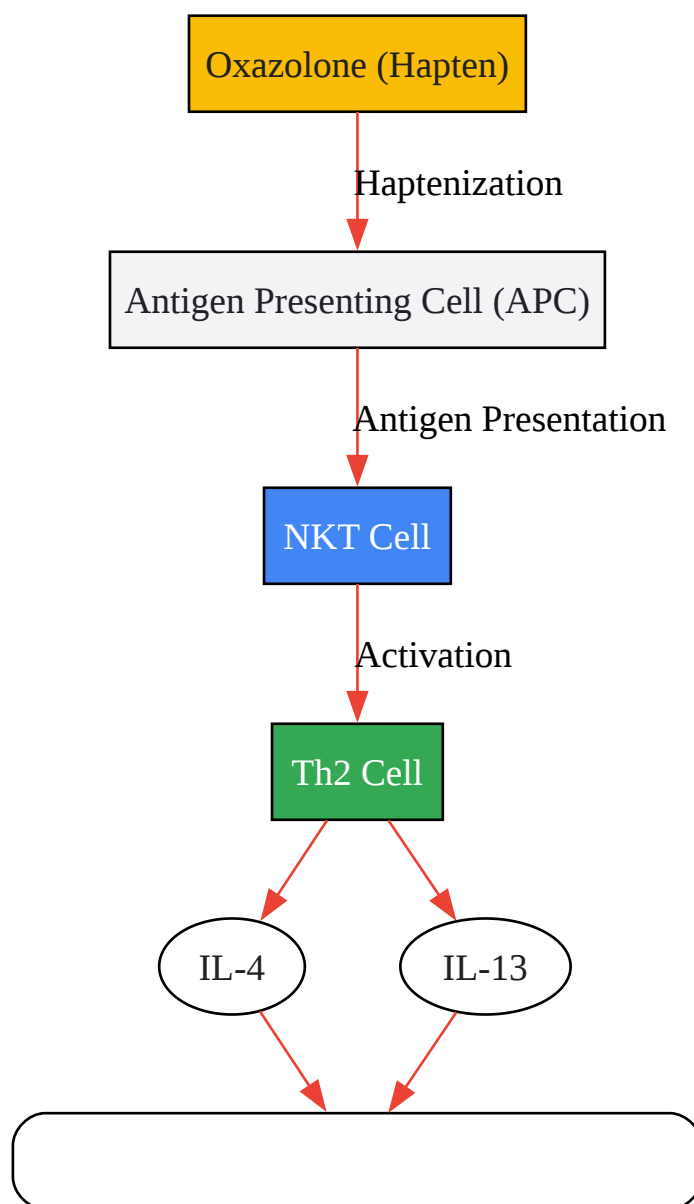 Oxazolone (Hapten)
Haptenization
Antigen Presenting Cell (APC)
Antigen Presentation
NKT Cell
Activation
Th2 Cell
IL-4
IL-13